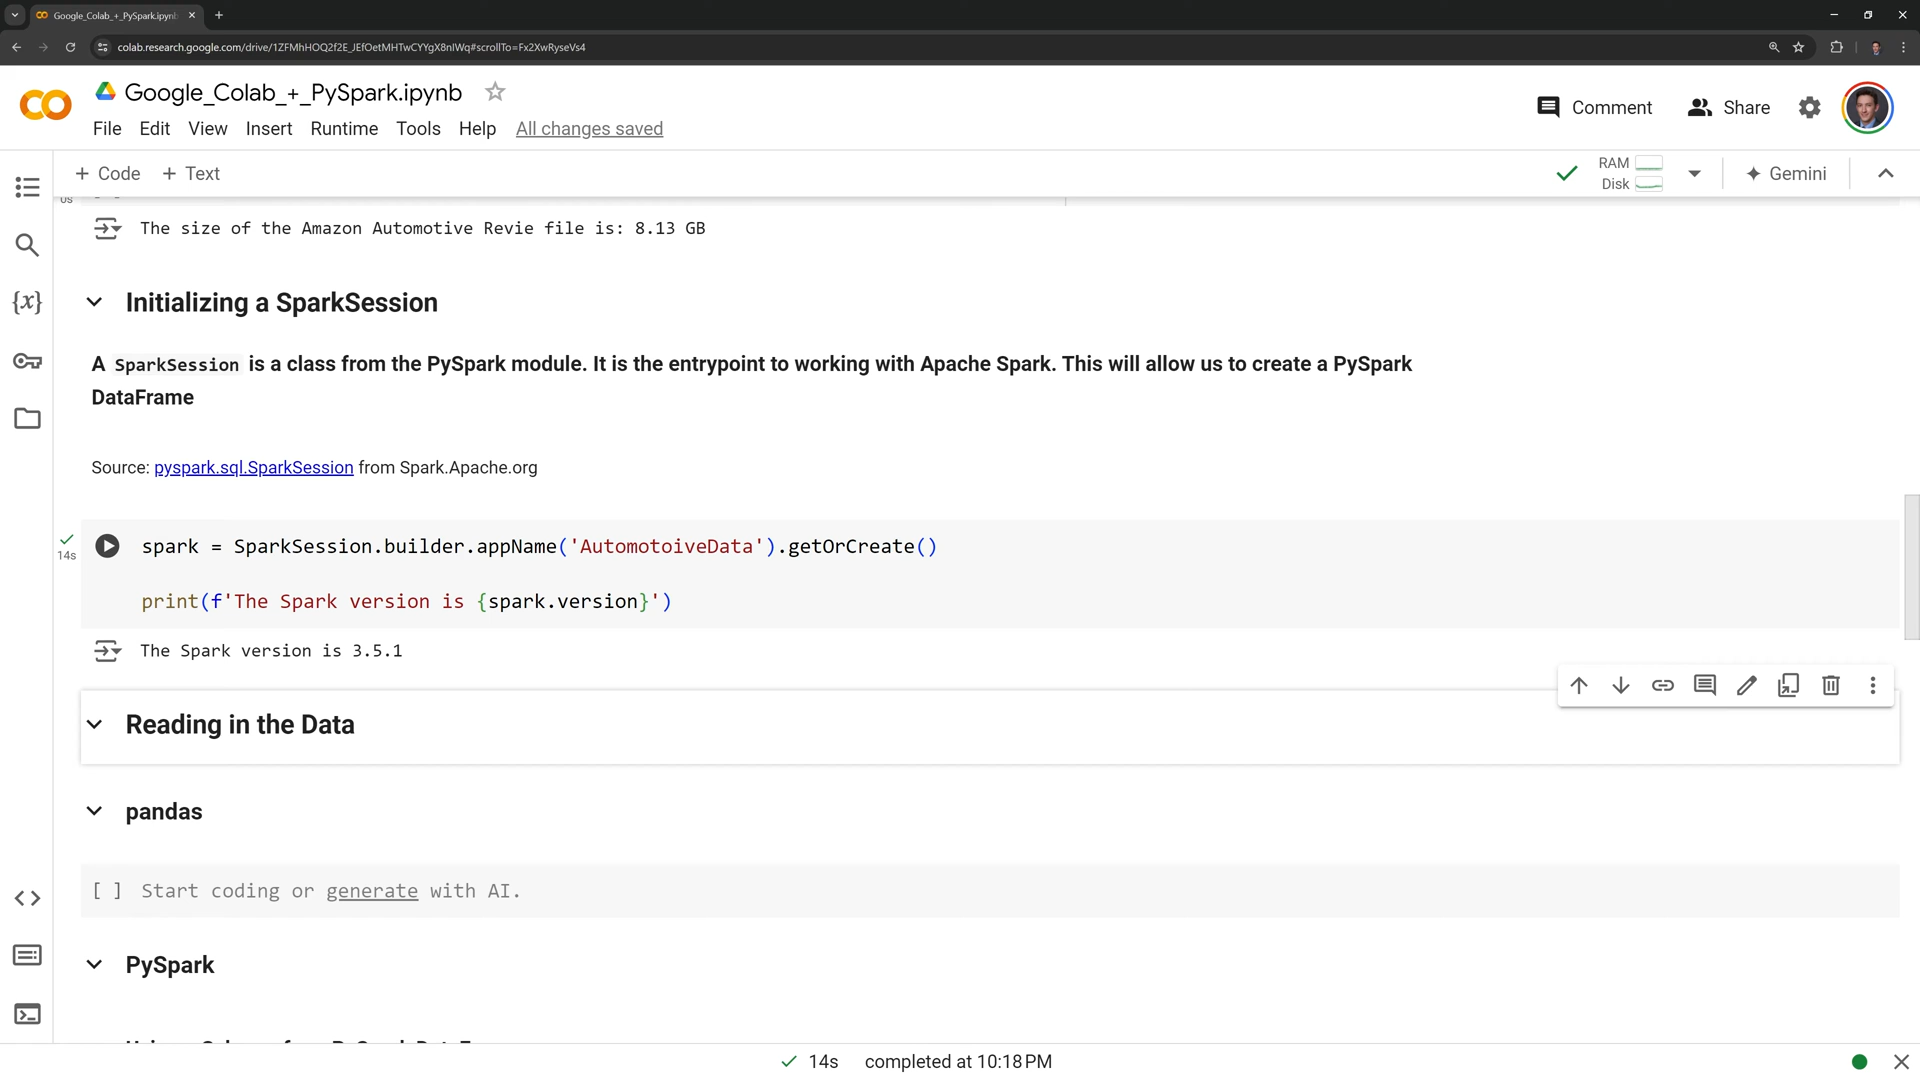 Google_Colab_+_PySpark.ipynb
colab.research.google.com/drive/1ZFMhHOQ2f2E_JEfOetMHTwCYYgX8nIWq#scrollTo=Fx2XwRyseVs4
Google_Colab_+_PySpark.ipynb
File Edit View Insert Runtime Tools Help All changes saved
Comment Share
+ Code + Text
RAM
Disk
Gemini
0s
The size of the Amazon Automotive Revie file is: 8.13 GB
Initializing a SparkSession
A SparkSession is a class from the PySpark module. It is the entrypoint to working with Apache Spark. This will allow us to create a PySpark
DataFrame
Source: pyspark.sql.SparkSession from Spark.Apache.org
14s
spark = SparkSession.builder.appName('AutomotoiveData').getOrCreate()
print(f'The Spark version is {spark.version}')
The Spark version is 3.5.1
Reading in the Data
pandas
[ ] Start coding or generate with AI.
PySpark
14s completed at 10:18 PM